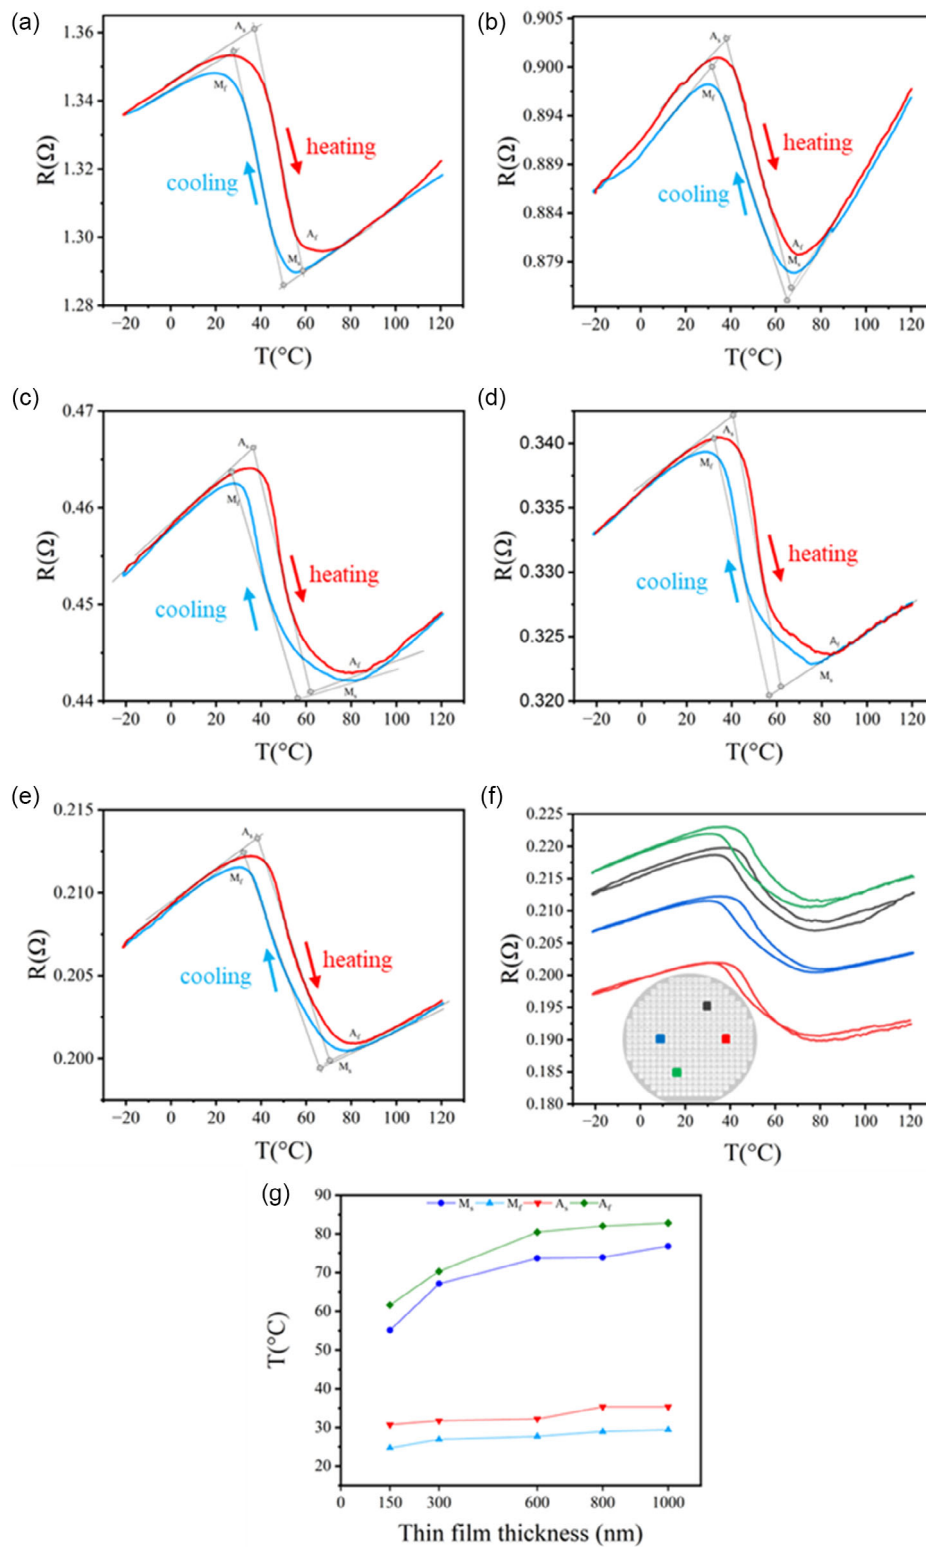 (a)
1.36
1.34
1.32
1.30
1.28
R(Ω)
As
Mf
heating
cooling
Af
Ms
−20 0 20 40 60 80 100 120
T(°C)
(b)
0.905
0.900
0.894
0.889
0.884
0.879
R(Ω)
As
Mf
heating
cooling
Af
Ms
−20 0 20 40 60 80 100 120
T(°C)
(c)
0.47
0.46
0.45
0.44
R(Ω)
As
Mf
heating
cooling
Af
Ms
−20 0 20 40 60 80 100 120
T(°C)
(d)
0.340
0.335
0.330
0.325
0.320
R(Ω)
As
Mf
heating
cooling
Af
Ms
−20 0 20 40 60 80 100 120
T(°C)
(e)
0.215
0.210
0.205
0.200
R(Ω)
As
Mf
cooling
heating
Af
Ms
−20 0 20 40 60 80 100 120
T(°C)
(f)
0.225
0.220
0.215
0.210
0.205
0.200
0.195
0.190
0.185
0.180
R(Ω)
−20 0 20 40 60 80 100 120
T(°C)
(g)
90
80
70
60
50
40
30
20
T(°C)
Ms Mf As Af
0 150 300 600 800 1000
Thin film thickness (nm)